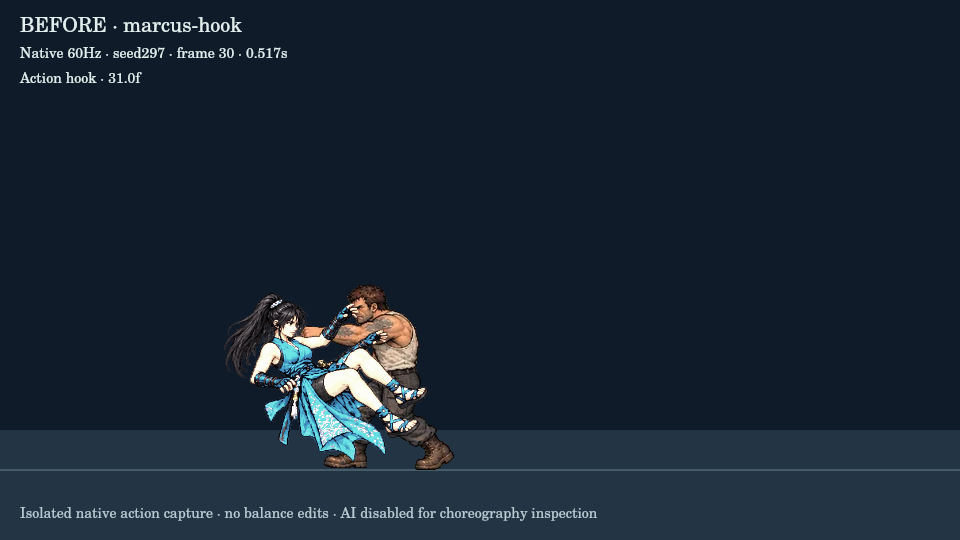 BEFORE · marcus-hook
Native 60Hz · seed297 · frame 30 · 0.517s
Action hook · 31.0f
Isolated native action capture · no balance edits · AI disabled for choreography inspection